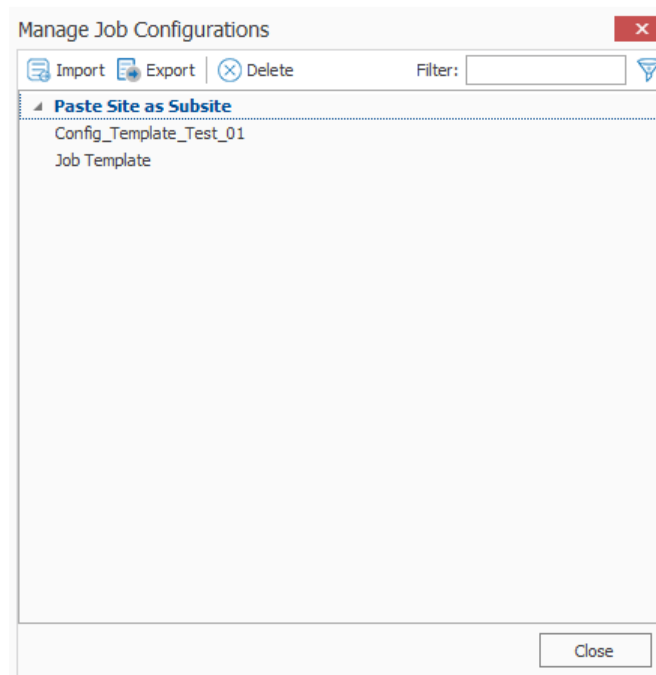 Manage Job Configurations
Import Export Delete Filter:
Paste Site as Subsite
Config_Template_Test_01
Job Template
Close